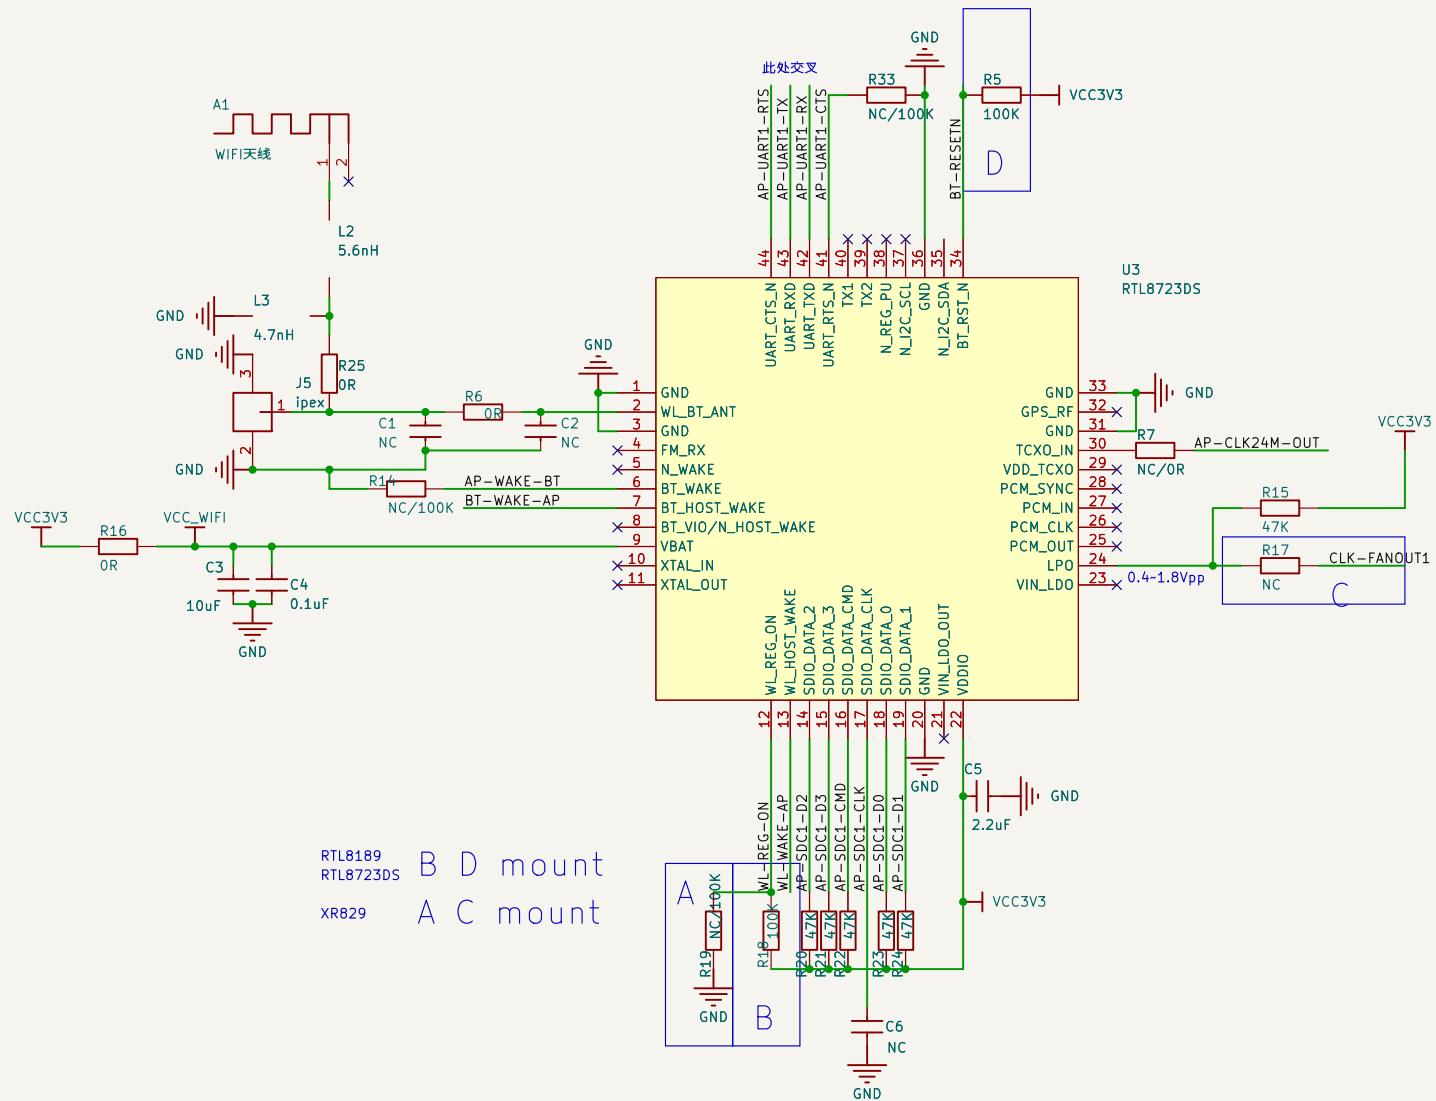 GND
R5
100K
VCC3V3
D
BT-RESETN
此处交叉
R33
NC/100K
AP-UART1-RTS
AP-UART1-TX
AP-UART1-RX
AP-UART1-CTS
A1
WIFI天线
1
2
L2
5.6nH
L3
4.7nH
GND
GND
3
R25
0R
J5
ipex
1
2
GND
C1
NC
R6
0R
C2
NC
GND
R14
NC/100K
AP-WAKE-BT
BT-WAKE-AP
VCC3V3
R16
0R
VCC_WIFI
C3
10uF
C4
0.1uF
GND
U3
RTL8723DS
44 UART_CTS_N
43 UART_RXD
42 UART_TXD
41 UART_RTS_N
40 TX1
39 TX2
38 N_REG_PU
37 N_I2C_SCL
36 GND
35 N_I2C_SDA
34 BT_RST_N
1 GND
2 WL_BT_ANT
3 GND
4 FM_RX
5 N_WAKE
6 BT_WAKE
7 BT_HOST_WAKE
8 BT_VIO/N_HOST_WAKE
9 VBAT
10 XTAL_IN
11 XTAL_OUT
GND 33
GPS_RF 32
GND 31
TCXO_IN 30
VDD_TCXO 29
PCM_SYNC 28
PCM_IN 27
PCM_CLK 26
PCM_OUT 25
LPO 24
VIN_LDO 23
12 WL_REG_ON
13 WL_HOST_WAKE
14 SDIO_DATA_2
15 SDIO_DATA_3
16 SDIO_DATA_CMD
17 SDIO_DATA_CLK
18 SDIO_DATA_0
19 SDIO_DATA_1
20 GND
21 VIN_LDO_OUT
22 VDDIO
GND
R7
NC/0R
AP-CLK24M-OUT
VCC3V3
R15
47K
R17
NC
CLK-FANOUT1
C
0.4~1.8Vpp
WL-REG-ON
WL-WAKE-AP
AP-SDC1-D2
AP-SDC1-D3
AP-SDC1-CMD
AP-SDC1-CLK
AP-SDC1-D0
AP-SDC1-D1
GND
C5
2.2uF
GND
VCC3V3
RTL8189
RTL8723DS
B D mount
XR829
A C mount
A
R19
NC/100K
GND
B
R18
100K
R20
47K
R21
47K
R22
47K
R23
47K
R24
47K
C6
NC
GND